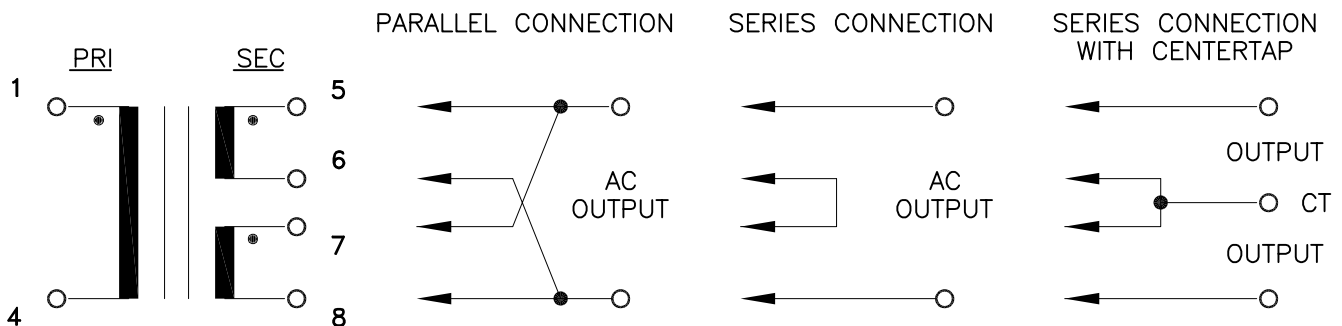 PARALLEL CONNECTION
SERIES CONNECTION
SERIES CONNECTION
WITH CENTERTAP
PRI
SEC
1
5
6
7
4
8
AC
OUTPUT
AC
OUTPUT
OUTPUT
CT
OUTPUT